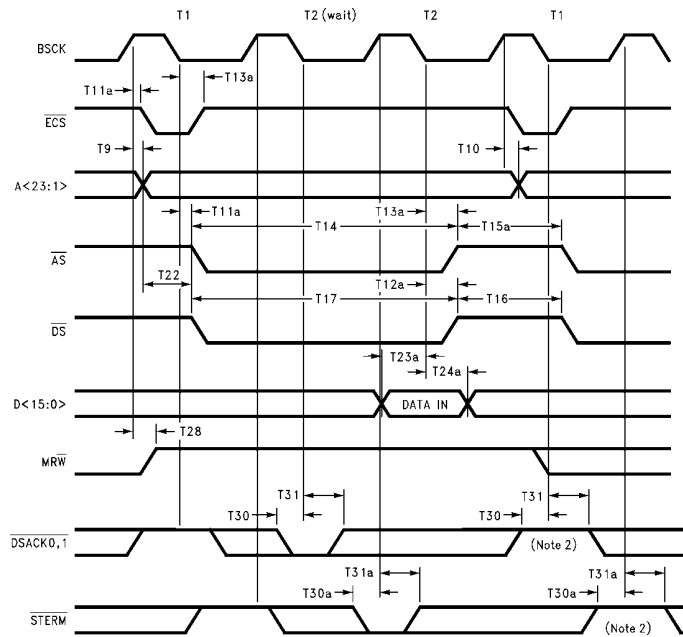 T1 T2 (wait) T2 T1
BSCK
T11a T13a
ECS
T9 T10
A<23:1>
T11a T13a
T14 T15a
AS
T22 T12a
T17 T16
DS
T23a
T24a
D<15:0> DATA IN
T28
MRW
T31 T31
T30 T30
DSACK0,1 (Note 2)
T31a T31a
T30a T30a
STERM (Note 2)